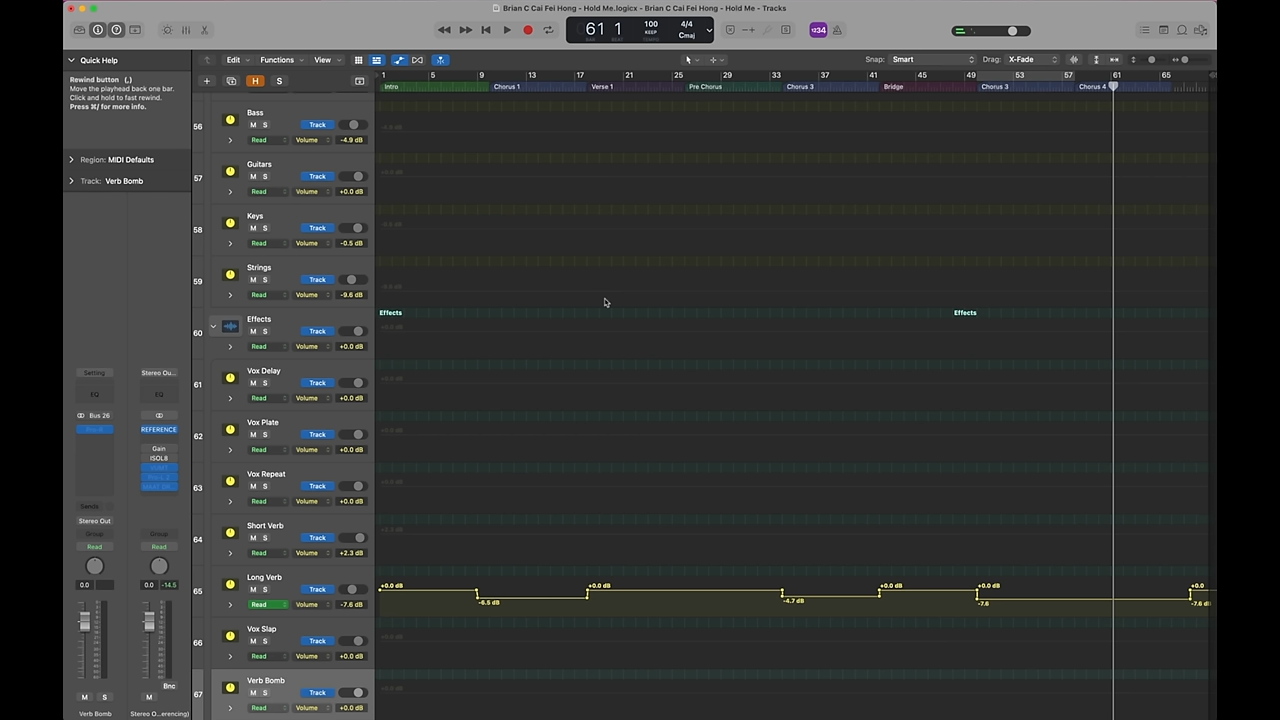 Brian C Cai Fei Hong - Hold Me.logicx - Brian C Cai Fei Hong - Hold Me - Tracks
61 1
BAR BEAT
100
KEEP
TEMPO
4/4
Cmaj
1234
Quick Help
Rewind button (,)
Move the playhead back one bar.
Click and hold to fast rewind.
Press ⌘/ for more info.
Region: MIDI Defaults
Track: Verb Bomb
Edit Functions View
Snap: Smart
Drag: X-Fade
H S
1 5 9 13 17 21 25 29 33 37 41 45 49 53 57 61 65
Intro Chorus 1 Verse 1 Pre Chorus Chorus 3 Bridge Chorus 3 Chorus 4
56 Bass
M S Track
Read Volume -4.9 dB
57 Guitars
M S Track
Read Volume +0.0 dB
58 Keys
M S Track
Read Volume -0.5 dB
59 Strings
M S Track
Read Volume -9.6 dB
60 Effects
M S Track
Read Volume +0.0 dB
Effects Effects
61 Vox Delay
M S Track
Read Volume +0.0 dB
62 Vox Plate
M S Track
Read Volume +0.0 dB
63 Vox Repeat
M S Track
Read Volume +0.0 dB
64 Short Verb
M S Track
Read Volume +2.3 dB
65 Long Verb
M S Track
Read Volume -7.6 dB
+0.0 dB -6.5 dB +0.0 dB -4.7 dB +0.0 dB +0.0 dB -7.6 +0.0 -7.6 dB
66 Vox Slap
M S Track
Read Volume +0.0 dB
67 Verb Bomb
M S Track
Read Volume +0.0 dB
Setting Stereo Ou...
EQ EQ
Bus 26
REFERENCE
Gain
ISOL8
Sends
Stereo Out
Group Group
Read Read
0.0 0.0 -14.5
Bnc
M S M
Verb Bomb Stereo O...erencing)